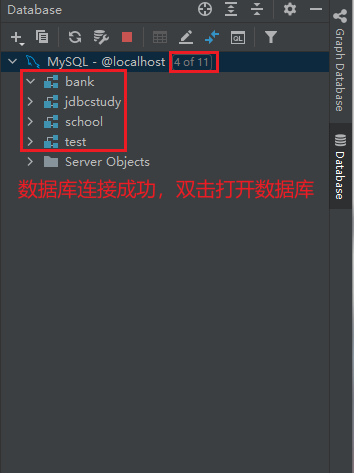 Database
MySQL - @localhost 4 of 11
bank
jdbcstudy
school
test
Server Objects
数据库连接成功，双击打开数据库
QL
Graph Database
Database